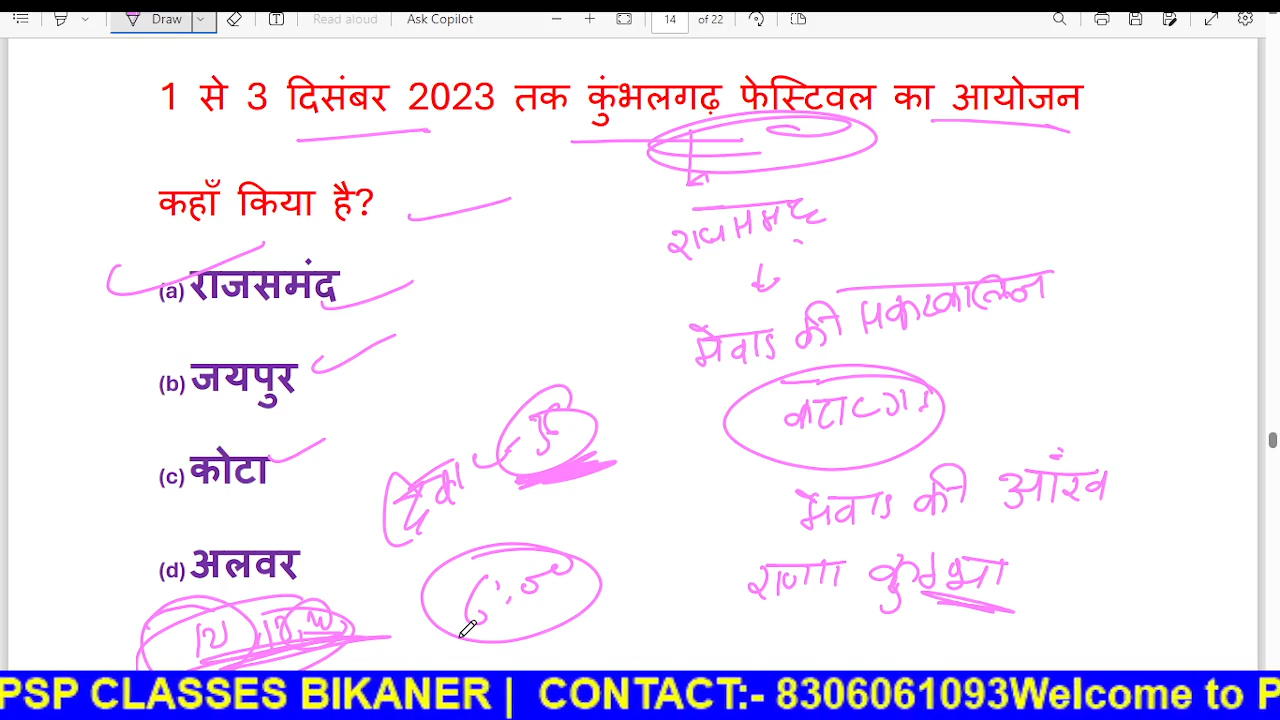 Draw
Read aloud
Ask Copilot
14 of 22
1 से 3 दिसंबर 2023 तक कुंभलगढ़ फेस्टिवल का आयोजन
कहाँ किया है?
(a) राजसमंद
(b) जयपुर
(c) कोटा
(d) अलवर
राजसमंद
मेवाड की
कटारगढ
मेवाड की आंख
राणा कुम्भा
PSP CLASSES BIKANER | CONTACT:- 8306061093Welcome to P